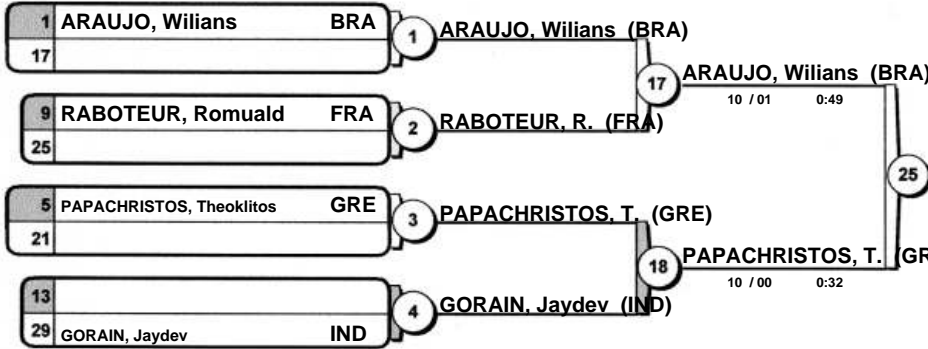 1 ARAUJO, Wilians BRA
17
1
ARAUJO, Wilians (BRA)
9 RABOTEUR, Romuald FRA
25
2
RABOTEUR, R. (FRA)
17
ARAUJO, Wilians (BRA)
10 / 01 0:49
5 PAPACHRISTOS, Theoklitos GRE
21
3
PAPACHRISTOS, T. (GRE)
13
29 GORAIN, Jaydev IND
4
GORAIN, Jaydev (IND)
18
PAPACHRISTOS, T. (GR
10 / 00 0:32
25